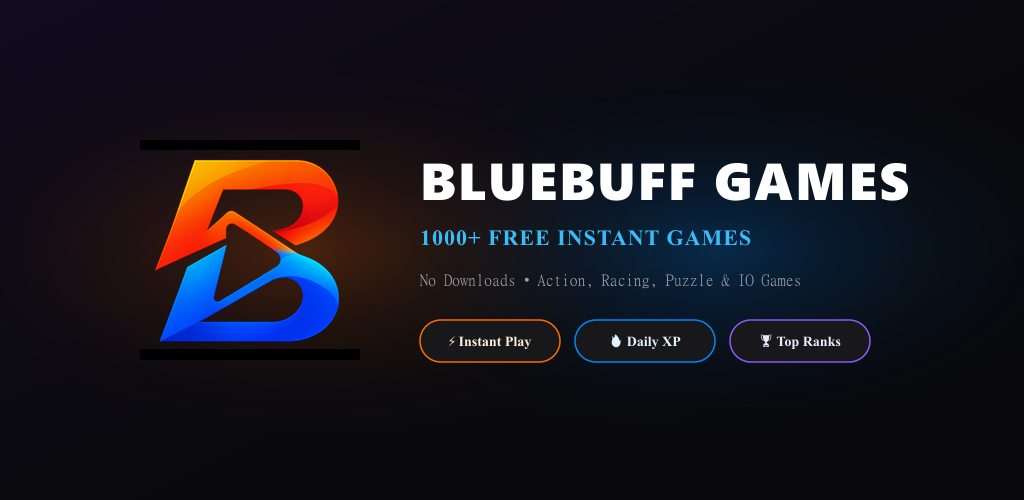 BLUEBUFF GAMES
1000+ FREE INSTANT GAMES
No Downloads • Action, Racing, Puzzle & IO Games
⚡ Instant Play
🔥 Daily XP
🏆 Top Ranks